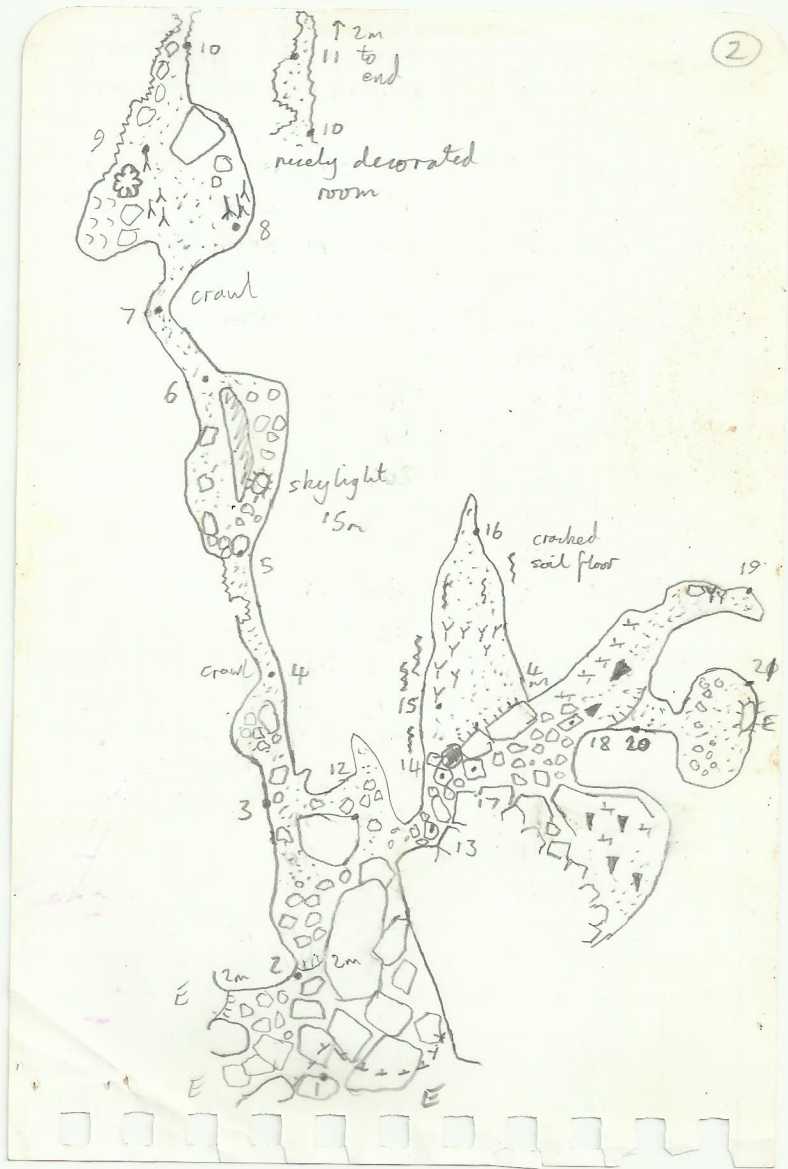 2
↑ 2m
11 to
end
10
10
nicely decorated
room
9
8
crawl
7
6
skylight
15m
5
16
cracked
soil floor
19
crawl
4
4m
15
21
E
14
18
20
12
3
17
13
2
2m
2m
E
E
1
E